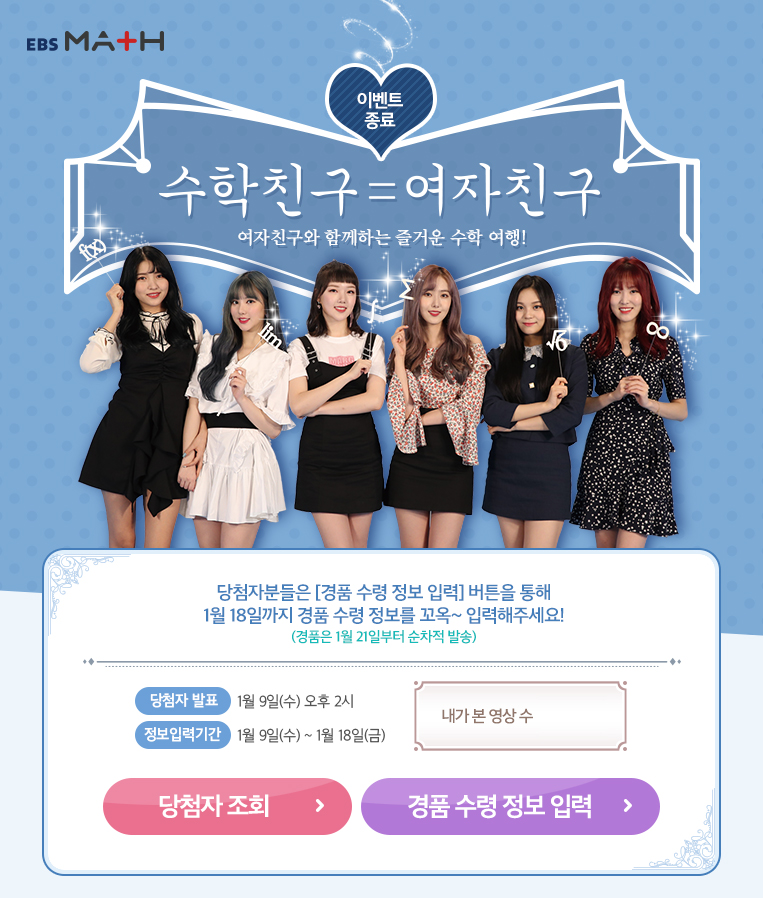 EBS MATH
이벤트
종료
수학친구=여자친구
여자친구와 함께하는 즐거운 수학 여행!
f(x)
lim
∫
Σ
√a
∞
당첨자분들은 [경품 수령 정보 입력] 버튼을 통해
1월 18일까지 경품 수령 정보를 꼬옥~ 입력해주세요!
(경품은 1월 21일부터 순차적 발송)
당첨자 발표 1월 9일(수) 오후 2시
정보입력기간 1월 9일(수) ~ 1월 18일(금)
내가 본 영상 수
당첨자 조회
경품 수령 정보 입력